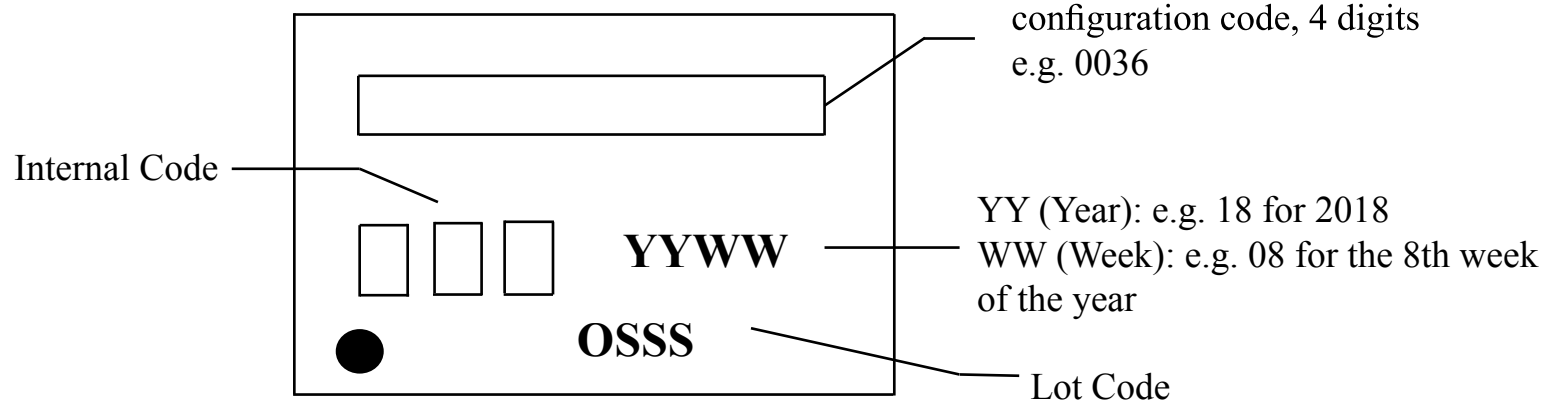 configuration code, 4 digits
e.g. 0036
Internal Code
YYWW
YY (Year): e.g. 18 for 2018
WW (Week): e.g. 08 for the 8th week
of the year
OSSS
Lot Code